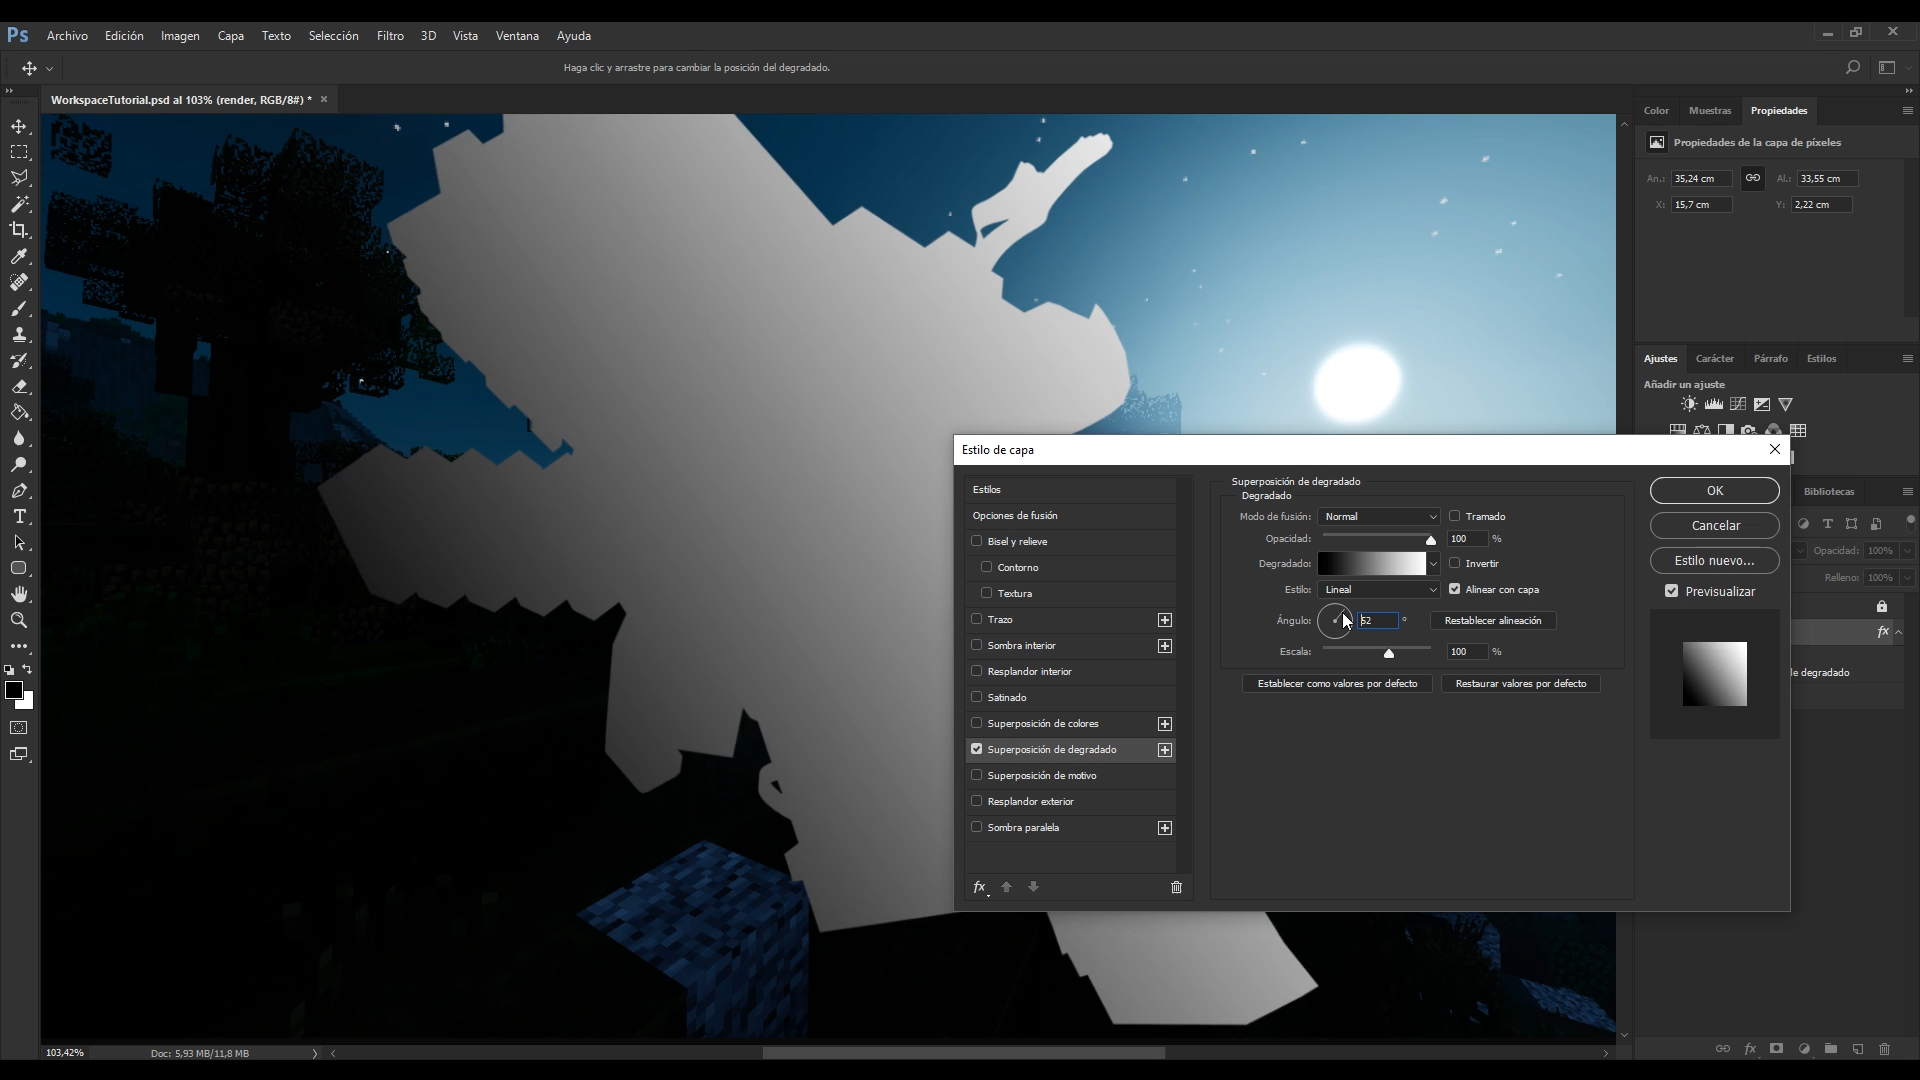 Ps Archivo Edición Imagen Capa Texto Selección Filtro 3D Vista Ventana Ayuda
Haga clic y arrastre para cambiar la posición del degradado.
WorkspaceTutorial.psd al 103% (render, RGB/8#) *
Color Muestras Propiedades
Propiedades de la capa de píxeles
An.: 35,24 cm Al.: 33,55 cm
X: 15,7 cm Y: 2,22 cm
Ajustes Carácter Párrafo Estilos
Añadir un ajuste
Bibliotecas
Opacidad: 100%
Relleno: 100%
fx
de degradado
Estilo de capa
Estilos
Opciones de fusión
Bisel y relieve
Contorno
Textura
Trazo
Sombra interior
Resplandor interior
Satinado
Superposición de colores
Superposición de degradado
Superposición de motivo
Resplandor exterior
Sombra paralela
fx
Superposición de degradado
Degradado
Modo de fusión: Normal Tramado
Opacidad: 100 %
Degradado: Invertir
Estilo: Lineal Alinear con capa
Ángulo: 52 ° Restablecer alineación
Escala: 100 %
Establecer como valores por defecto Restaurar valores por defecto
OK
Cancelar
Estilo nuevo...
Previsualizar
103,42% Doc: 5,93 MB/11,8 MB
fx